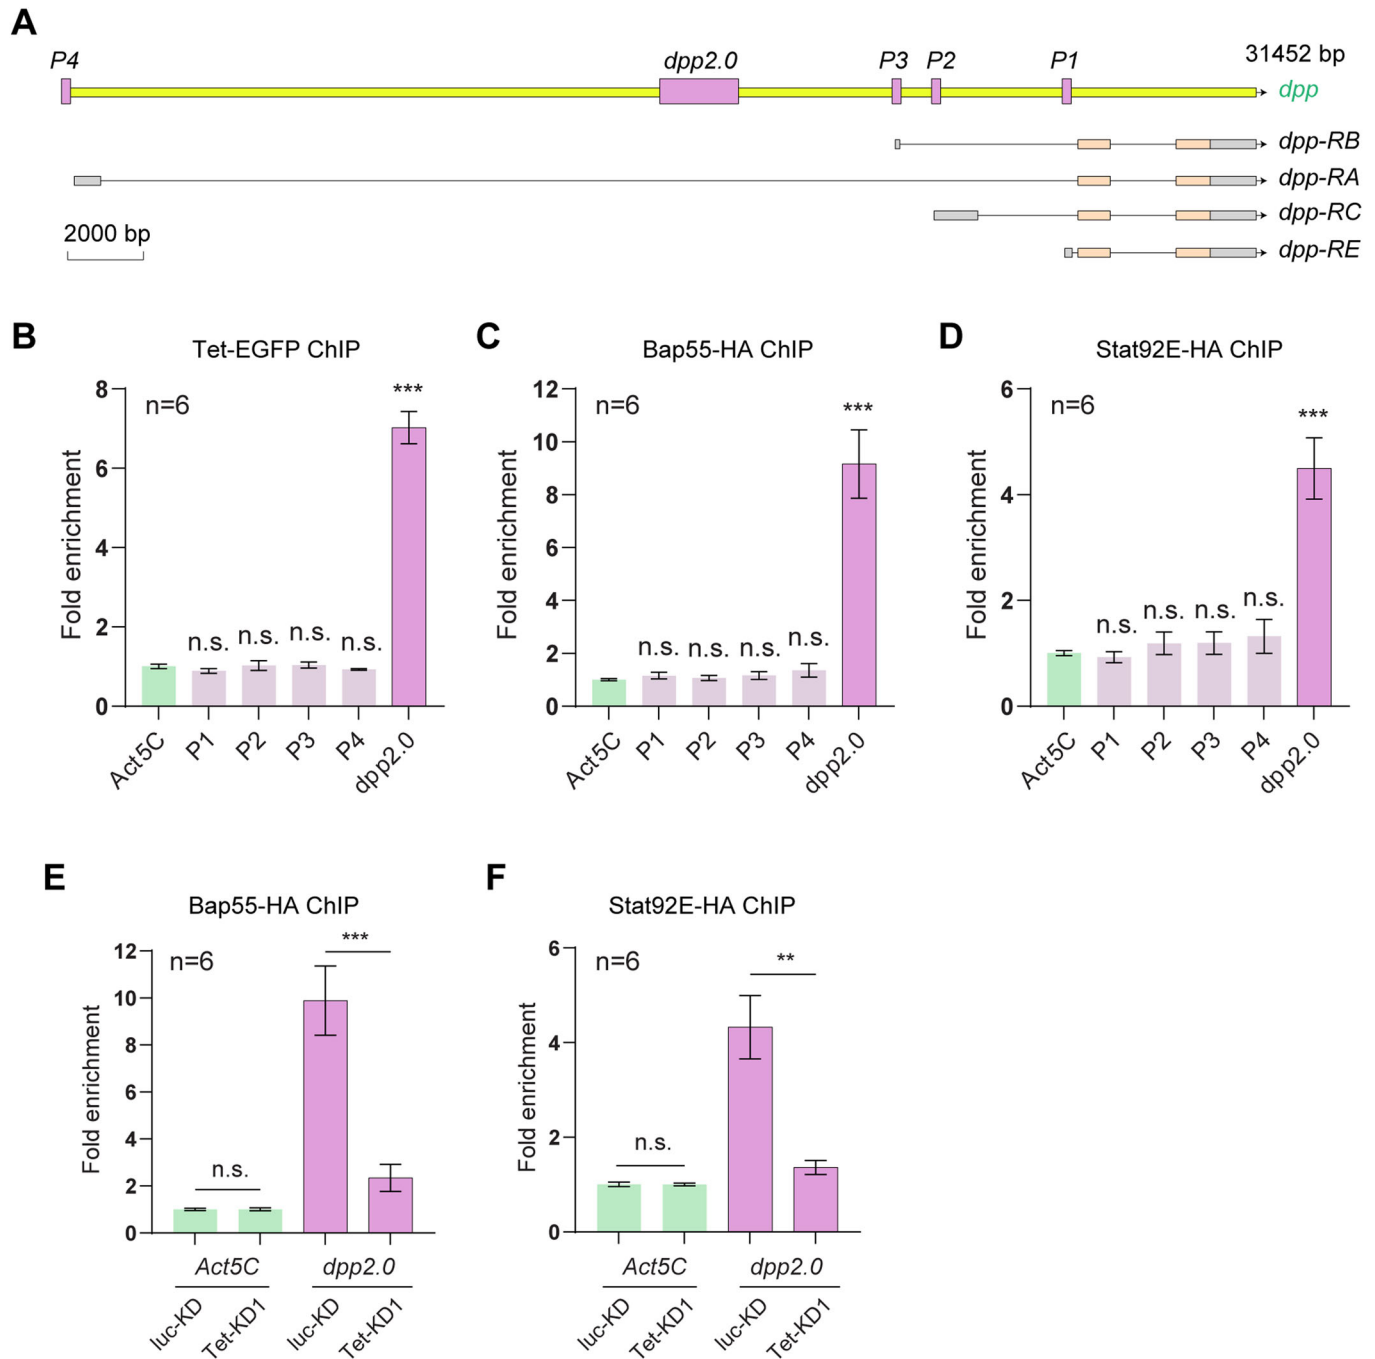 A
P4
dpp2.0
P3
P2
P1
31452 bp
dpp
dpp-RB
dpp-RA
dpp-RC
dpp-RE
2000 bp
B
Tet-EGFP ChIP
n=6
Fold enrichment
8
6
4
2
0
n.s.
n.s.
n.s.
n.s.
***
Act5C
P1
P2
P3
P4
dpp2.0
C
Bap55-HA ChIP
n=6
Fold enrichment
12
10
8
6
4
2
0
n.s.
n.s.
n.s.
n.s.
***
Act5C
P1
P2
P3
P4
dpp2.0
D
Stat92E-HA ChIP
n=6
Fold enrichment
6
4
2
0
n.s.
n.s.
n.s.
n.s.
***
Act5C
P1
P2
P3
P4
dpp2.0
E
Bap55-HA ChIP
n=6
Fold enrichment
12
10
8
6
4
2
0
n.s.
***
Act5C
dpp2.0
luc-KD
Tet-KD1
luc-KD
Tet-KD1
F
Stat92E-HA ChIP
n=6
Fold enrichment
6
4
2
0
n.s.
**
Act5C
dpp2.0
luc-KD
Tet-KD1
luc-KD
Tet-KD1